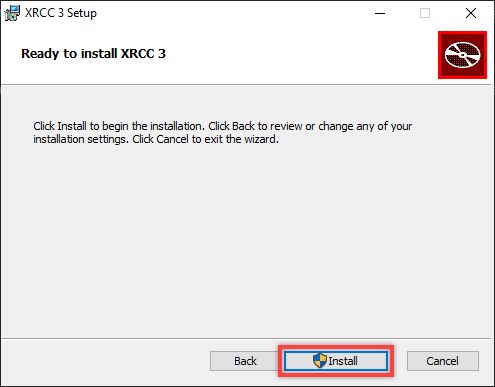 XRCC 3 Setup
Ready to install XRCC 3
Click Install to begin the installation. Click Back to review or change any of your
installation settings. Click Cancel to exit the wizard.
Back Install Cancel